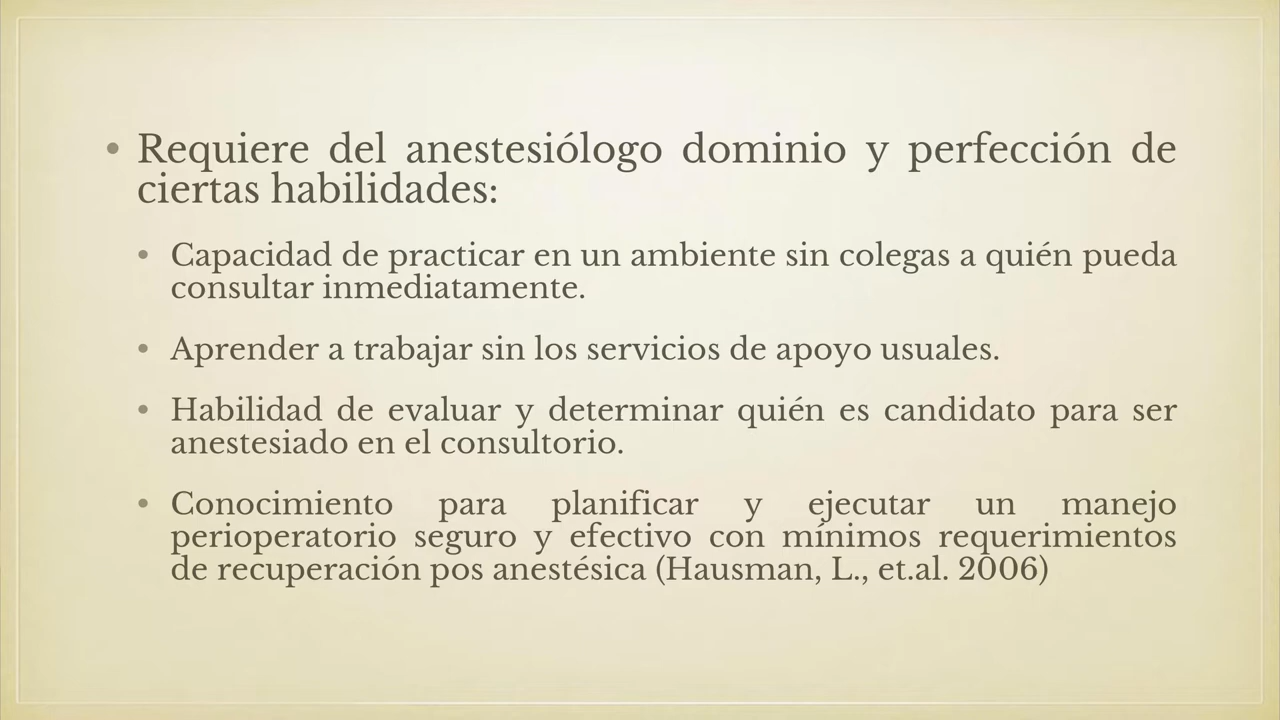 • Requiere del anestesiólogo dominio y perfección de
ciertas habilidades:
• Capacidad de practicar en un ambiente sin colegas a quién pueda
consultar inmediatamente.
• Aprender a trabajar sin los servicios de apoyo usuales.
• Habilidad de evaluar y determinar quién es candidato para ser
anestesiado en el consultorio.
• Conocimiento para planificar y ejecutar un manejo
perioperatorio seguro y efectivo con mínimos requerimientos
de recuperación pos anestésica (Hausman, L., et.al. 2006)